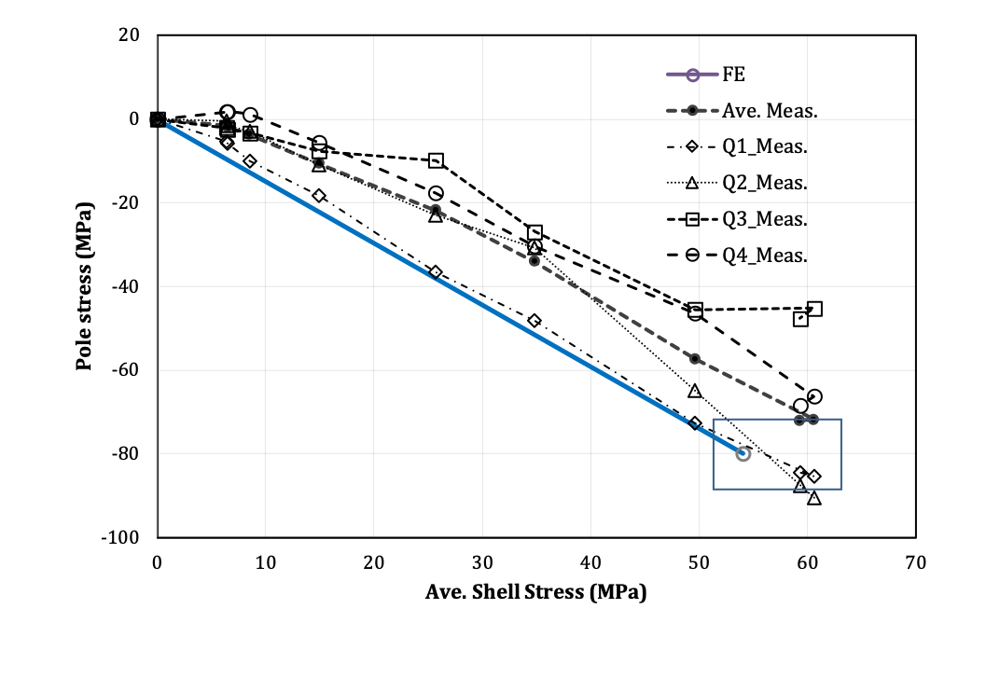 20
0
-20
-40
-60
-80
-100
Pole stress (MPa)
FE
Ave. Meas.
Q1_Meas.
Q2_Meas.
Q3_Meas.
Q4_Meas.
0 10 20 30 40 50 60 70
Ave. Shell Stress (MPa)